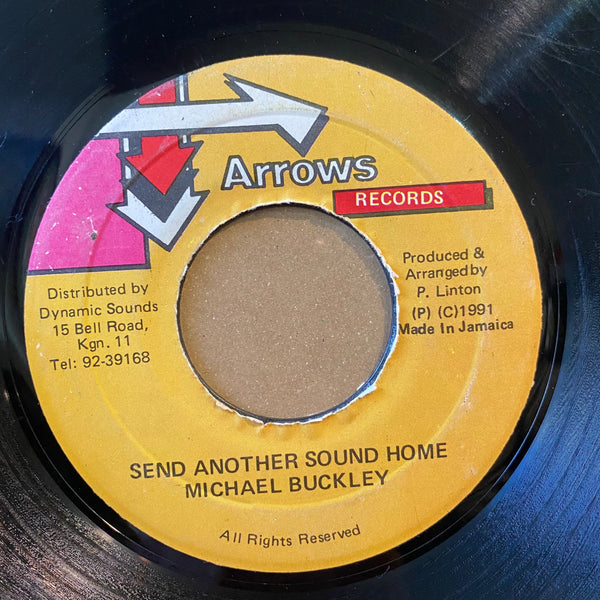 Arrows
RECORDS
Distributed by
Dynamic Sounds
15 Bell Road,
Kgn. 11
Tel: 92-39168
Produced &
Arranged by
P. Linton
(P) (C)1991
Made In Jamaica
SEND ANOTHER SOUND HOME
MICHAEL BUCKLEY
All Rights Reserved